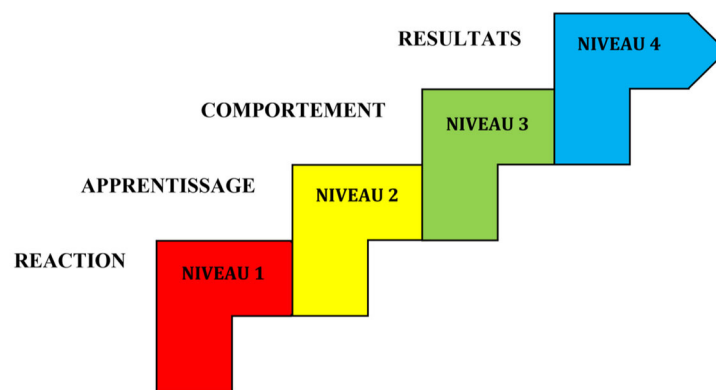 RESULTATS
NIVEAU 4
COMPORTEMENT
NIVEAU 3
APPRENTISSAGE
NIVEAU 2
REACTION
NIVEAU 1